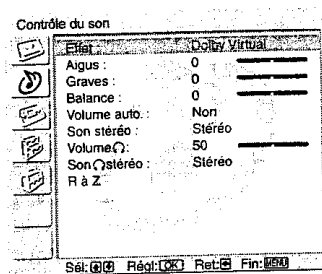 Contrôle du son
Effet : Dolby Virtual
Aigus : 0
Graves : 0
Balance : 0
Volume auto. : Non
Son stéréo : Stéréo
Volume🎧: 50
Son🎧stéréo : Stéréo
R à Z
Sél: Régl:OK Ret: Fin:MENU